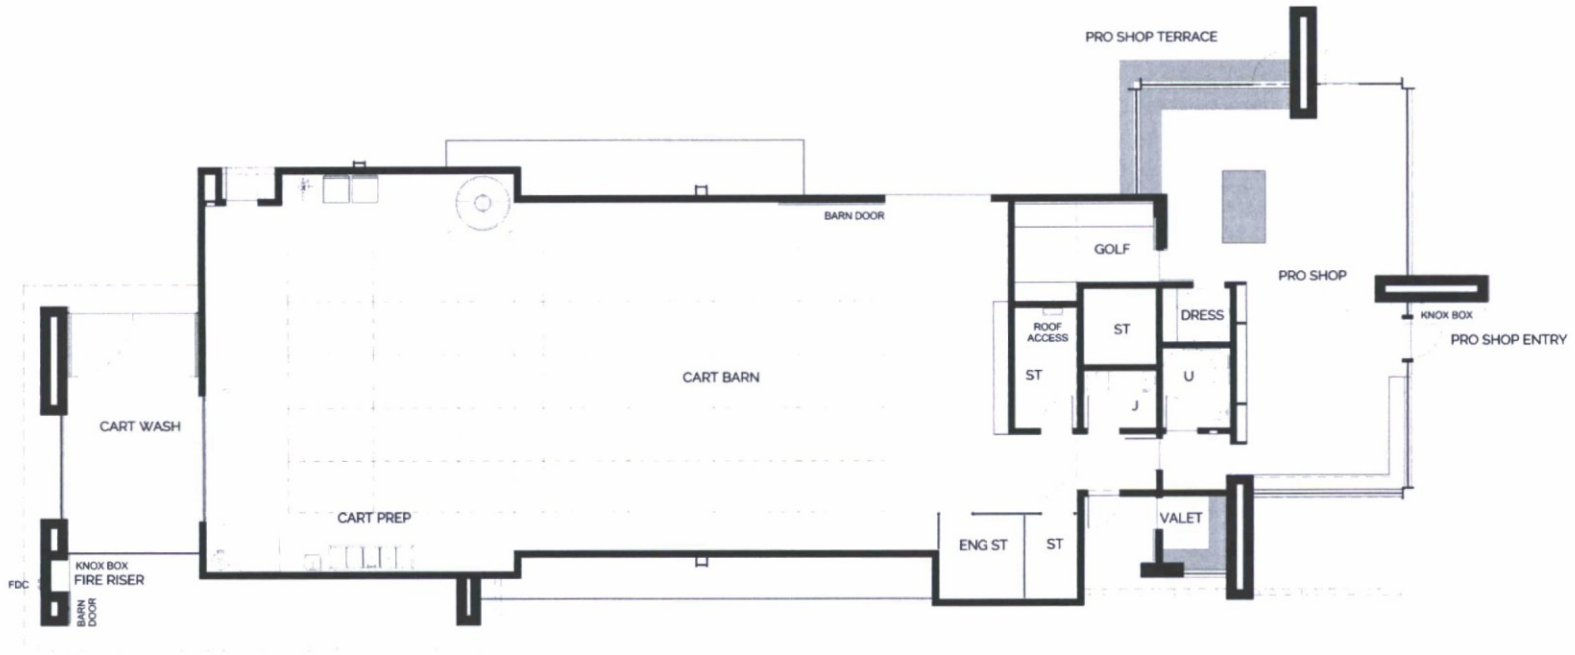 PRO SHOP TERRACE
BARN DOOR
GOLF
PRO SHOP
DRESS
KNOX BOX
ROOF
ACCESS
ST
PRO SHOP ENTRY
CART BARN
ST
U
J
CART WASH
CART PREP
VALET
ENG ST
ST
KNOX BOX
FIRE RISER
FDC
BARN
DOOR